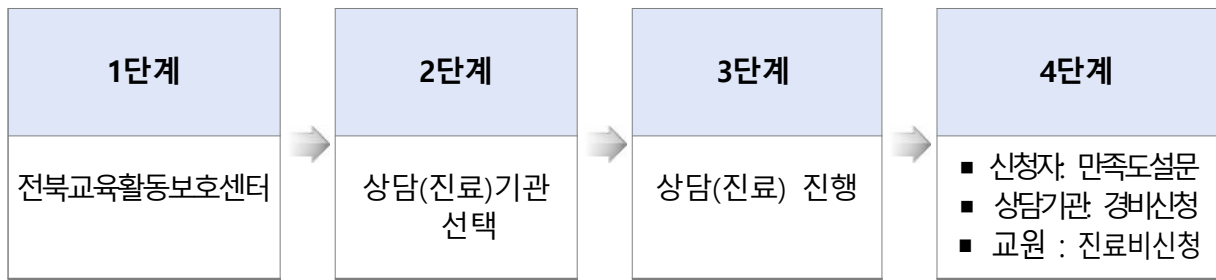 1단계
전북교육활동보호센터
2단계
상담(진료)기관
선택
3단계
상담(진료) 진행
4단계
■ 신청자: 만족도설문
■ 상담기관: 경비신청
■ 교원 : 진료비신청